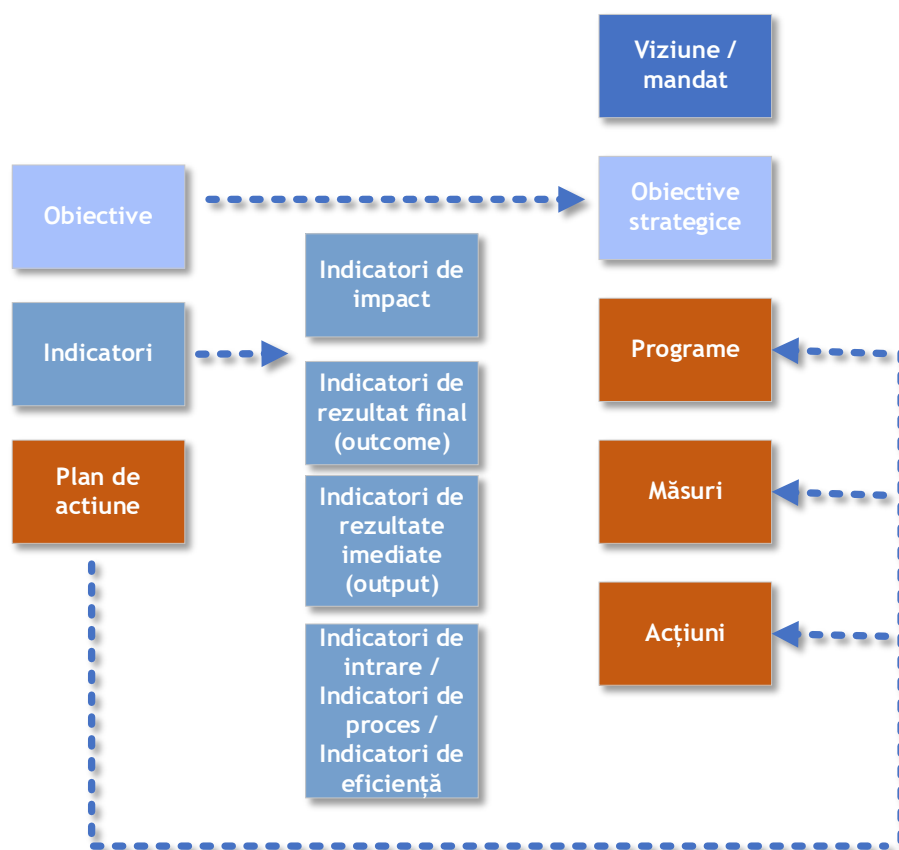 Viziune /
mandat
Obiective
Obiective
strategice
Indicatori de
impact
Indicatori
Programe
Indicatori de
rezultat final
(outcome)
Plan de
actiune
Măsuri
Indicatori de
rezultate
imediate
(output)
Acțiuni
Indicatori de
intrare /
Indicatori de
proces /
Indicatori de
eficiență